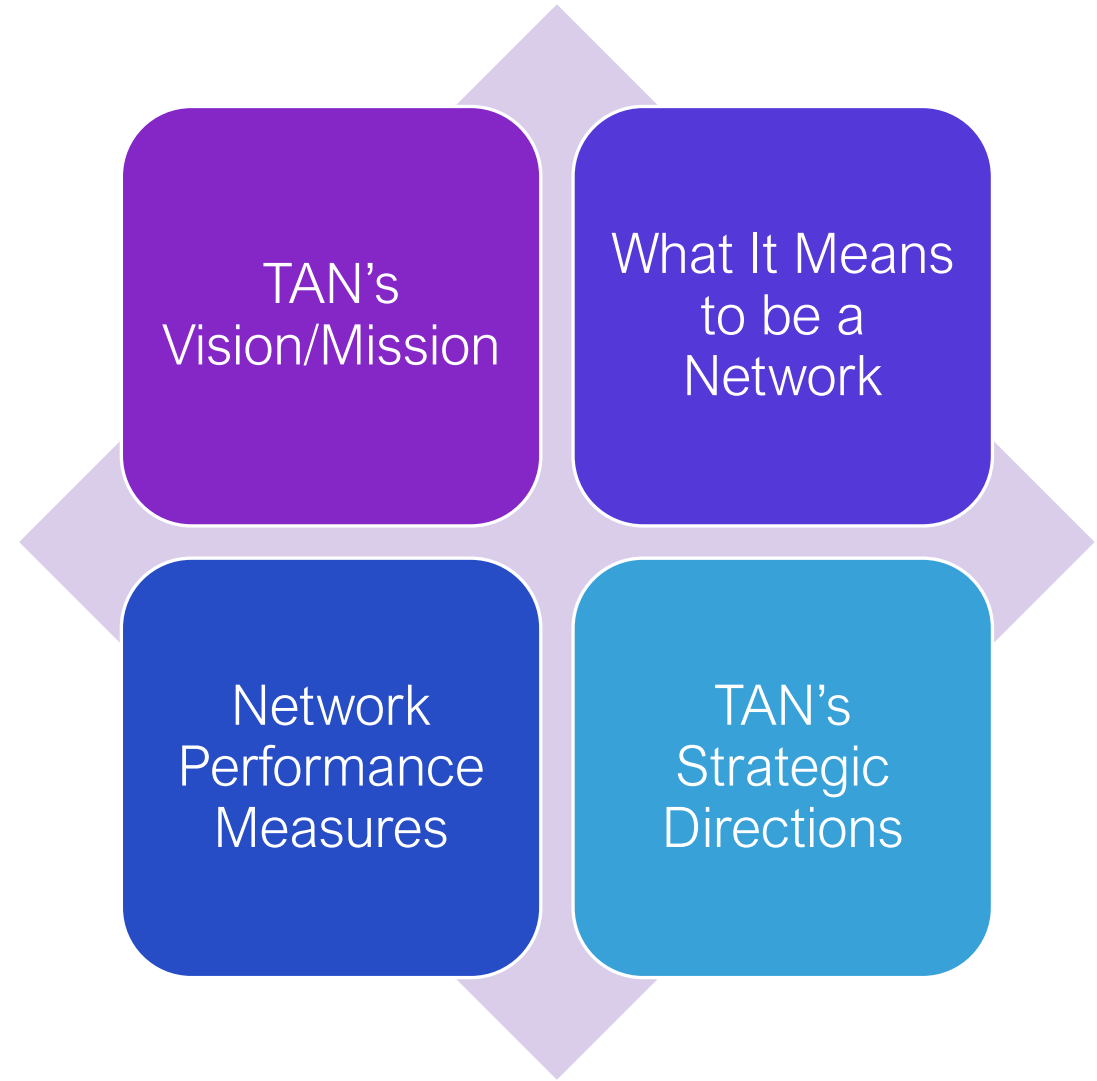 TAN’s
Vision/Mission
What It Means
to be a
Network
Network
Performance
Measures
TAN’s
Strategic
Directions